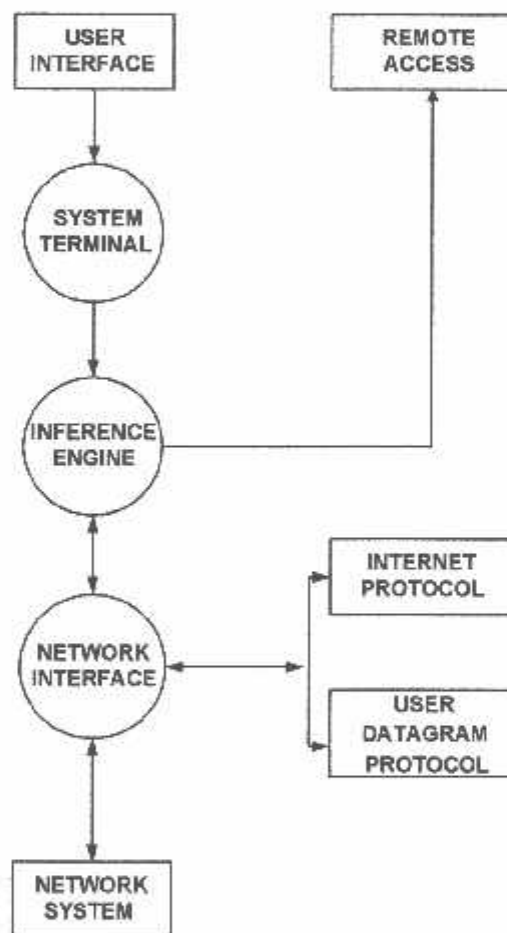 USER
INTERFACE
REMOTE
ACCESS
SYSTEM
TERMINAL
INFERENCE
ENGINE
INTERNET
PROTOCOL
NETWORK
INTERFACE
USER
DATAGRAM
PROTOCOL
NETWORK
SYSTEM